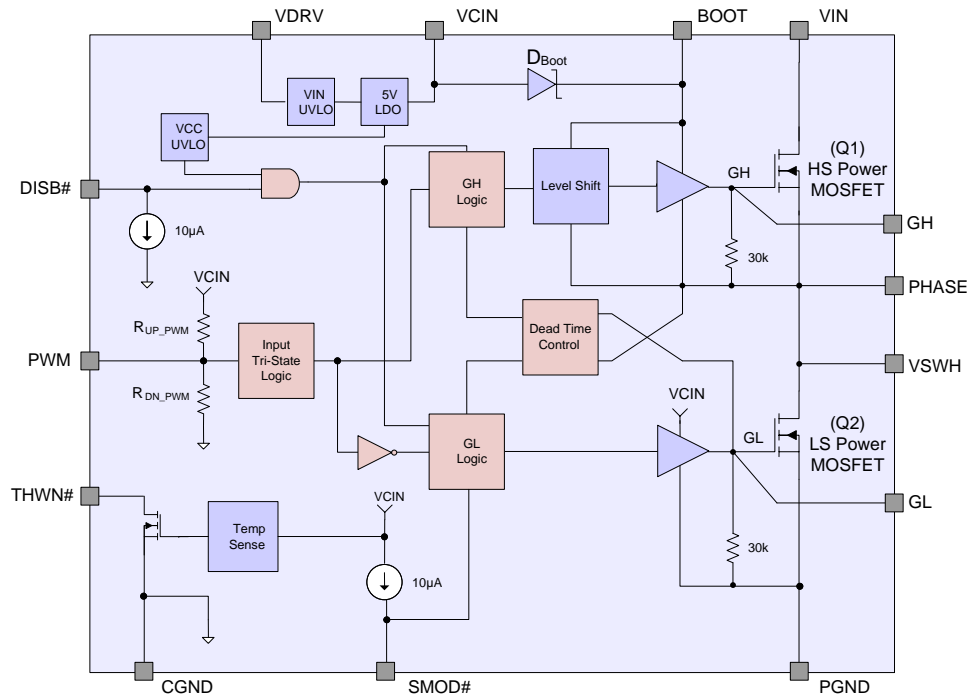 VDRV
VCIN
BOOT
VIN
DBoot
VIN
UVLO
5V
LDO
VCC
UVLO
(Q1)
HS Power
MOSFET
DISB#
GH
Logic
Level Shift
GH
GH
10µA
30k
VCIN
PHASE
RUP_PWM
Dead Time
Control
PWM
Input
Tri-State
Logic
VSWH
RDN_PWM
VCIN
(Q2)
LS Power
MOSFET
GL
Logic
GL
THWN#
VCIN
GL
Temp
Sense
30k
10µA
CGND
SMOD#
PGND